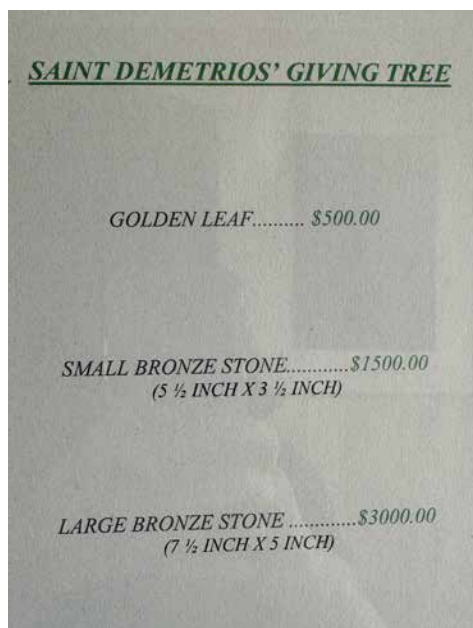 SAINT DEMETRIOS’ GIVING TREE
GOLDEN LEAF.......... $500.00
SMALL BRONZE STONE............$1500.00
(5 ½ INCH X 3 ½ INCH)
LARGE BRONZE STONE .............$3000.00
(7 ½ INCH X 5 INCH)